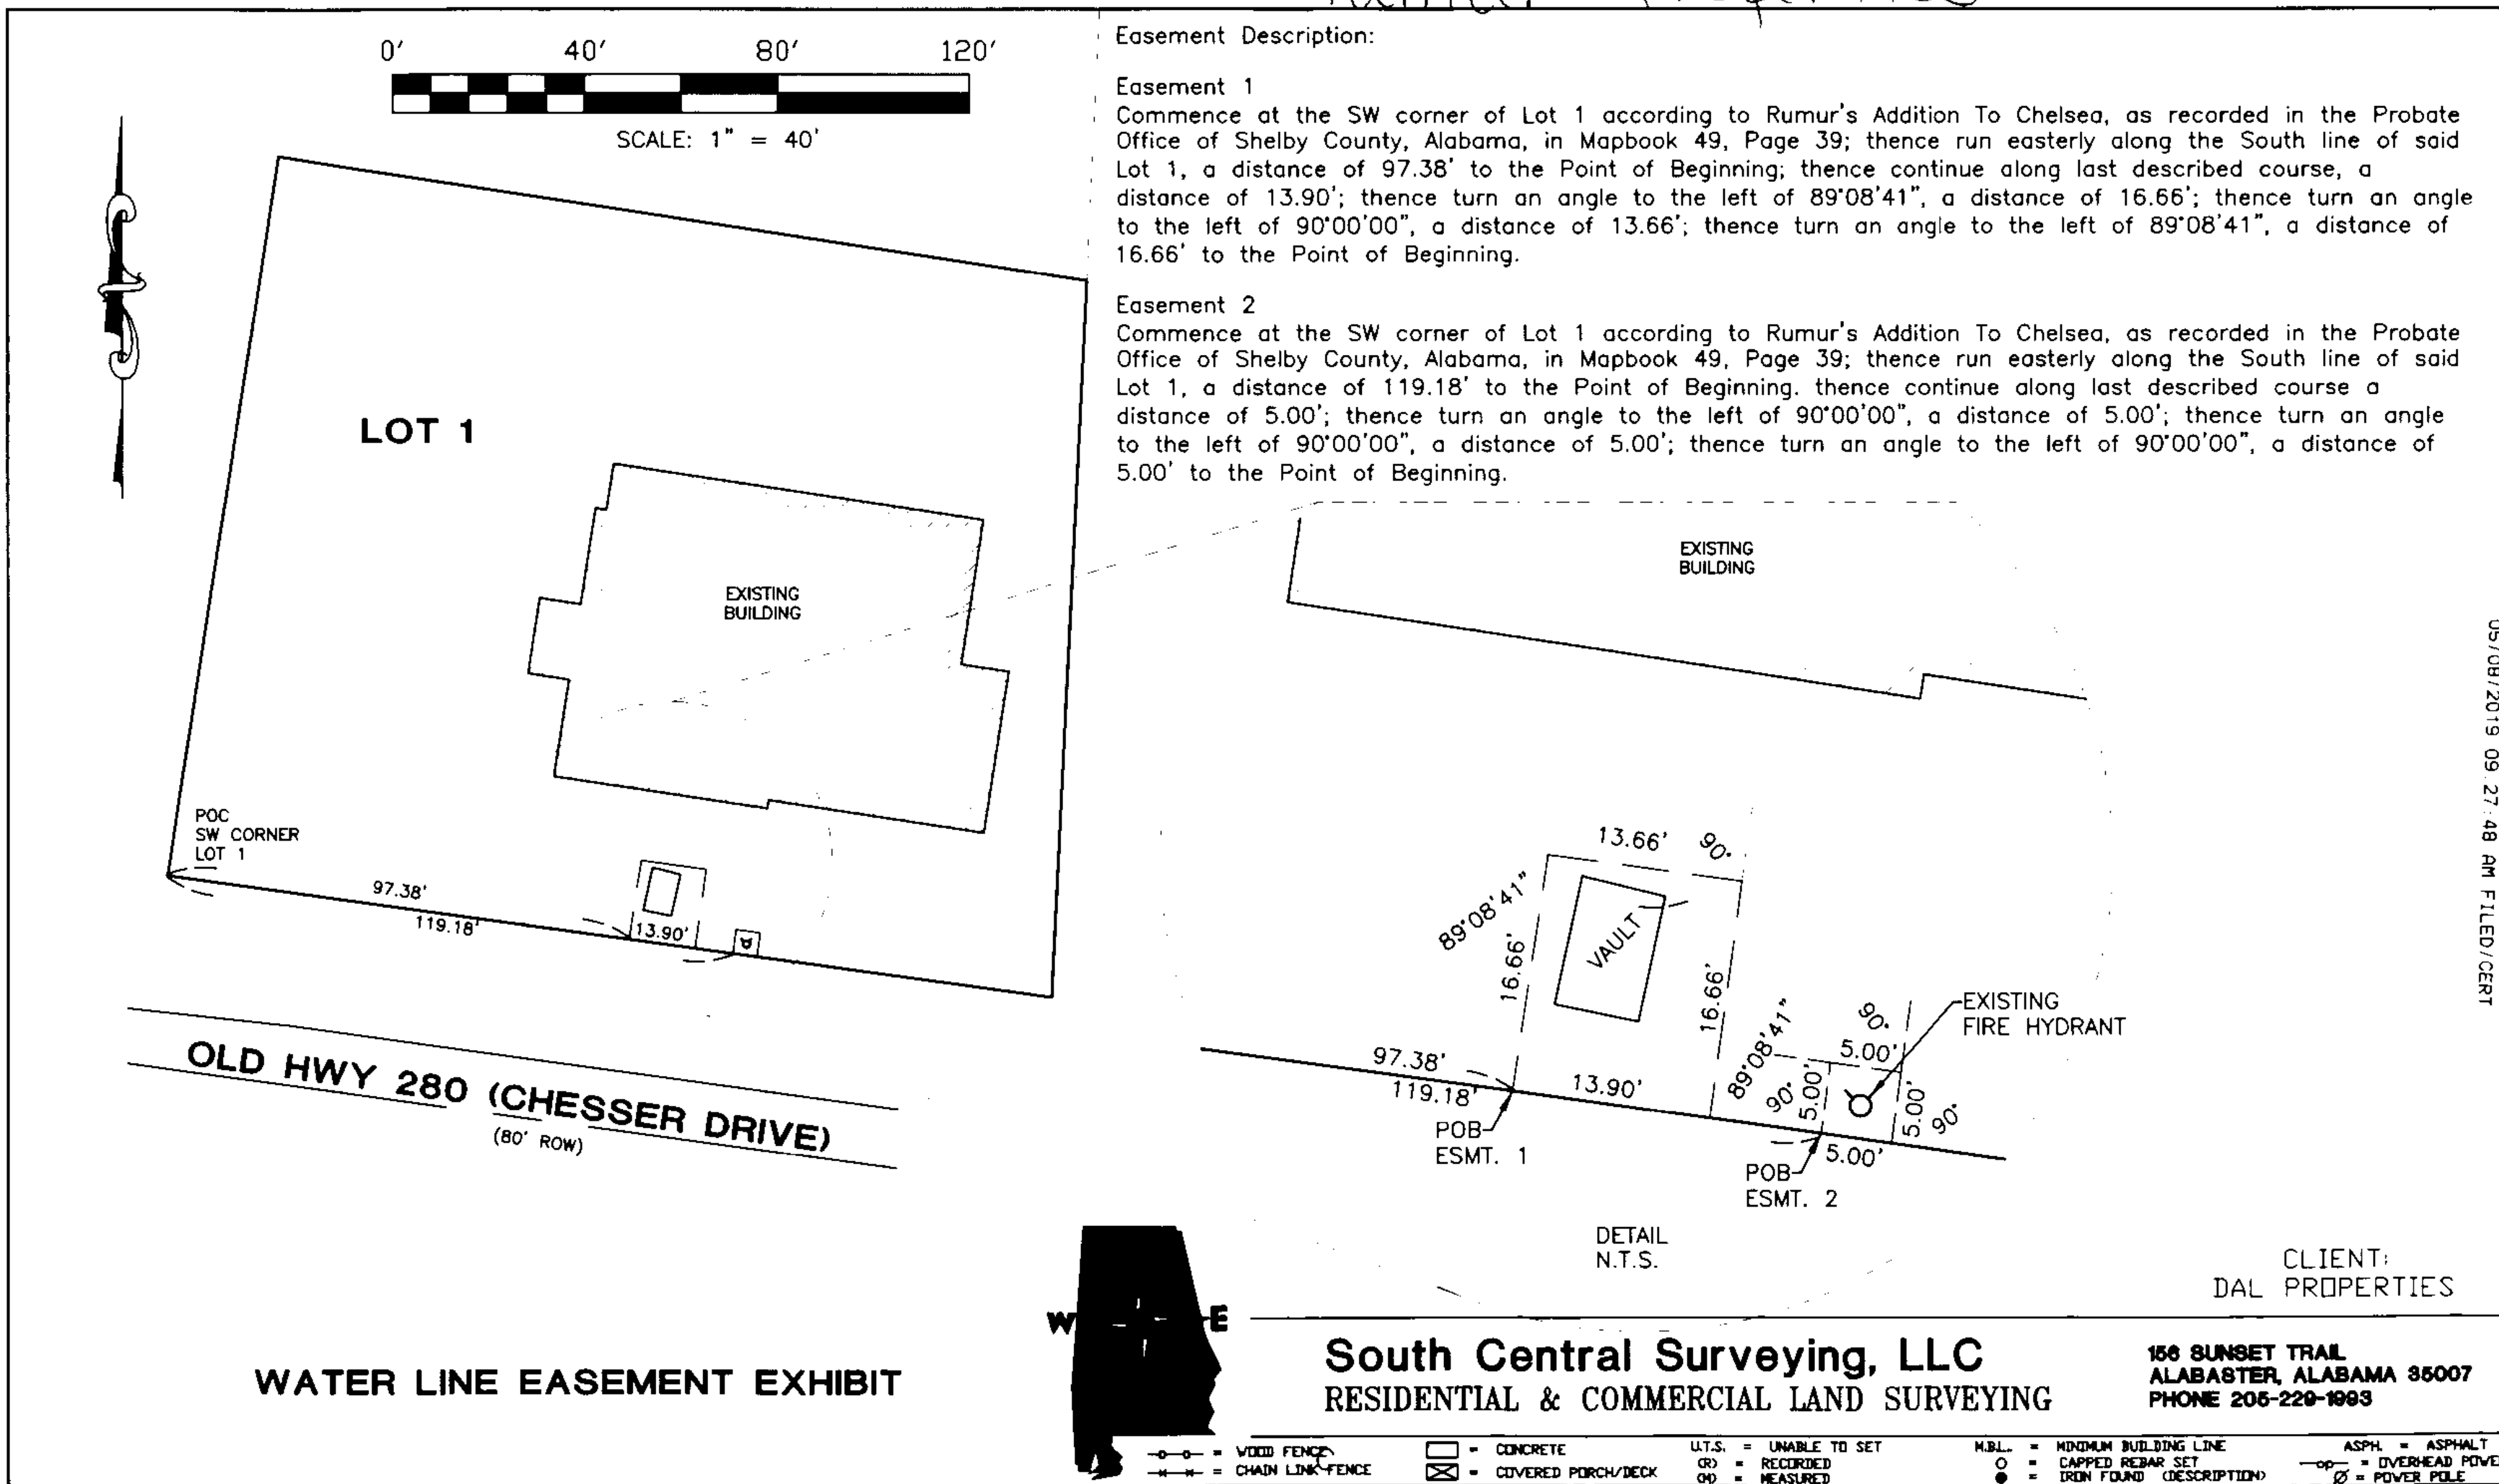 0' 40' 80' 120'
SCALE: 1" = 40'
LOT 1
EXISTING
BUILDING
POC
SW CORNER
LOT 1
97.38'
119.18'
13.90'
OLD HWY 280 (CHESSER DRIVE)
(80' ROW)
WATER LINE EASEMENT EXHIBIT
Easement Description:
Easement 1
Commence at the SW corner of Lot 1 according to Rumur's Addition To Chelsea, as recorded in the Probate
Office of Shelby County, Alabama, in Mapbook 49, Page 39; thence run easterly along the South line of said
Lot 1, a distance of 97.38' to the Point of Beginning; thence continue along last described course, a
distance of 13.90'; thence turn an angle to the left of 89°08'41", a distance of 16.66'; thence turn an angle
to the left of 90°00'00", a distance of 13.66'; thence turn an angle to the left of 89°08'41", a distance of
16.66' to the Point of Beginning.
Easement 2
Commence at the SW corner of Lot 1 according to Rumur's Addition To Chelsea, as recorded in the Probate
Office of Shelby County, Alabama, in Mapbook 49, Page 39; thence run easterly along the South line of said
Lot 1, a distance of 119.18' to the Point of Beginning. thence continue along last described course a
distance of 5.00'; thence turn an angle to the left of 90°00'00", a distance of 5.00'; thence turn an angle
to the left of 90°00'00", a distance of 5.00'; thence turn an angle to the left of 90°00'00", a distance of
5.00' to the Point of Beginning.
EXISTING
BUILDING
13.66'
90°
89°08'41"
16.66'
VAULT
16.66'
89°08'41"
90°
5.00'
90°
5.00'
5.00'
90°
EXISTING
FIRE HYDRANT
97.38'
119.18'
13.90'
POB
ESMT. 1
5.00'
POB
ESMT. 2
DETAIL
N.T.S.
05/08/2019 09:27:48 AM FILED/CERT
CLIENT:
DAL PROPERTIES
W E
South Central Surveying, LLC
RESIDENTIAL & COMMERCIAL LAND SURVEYING
156 SUNSET TRAIL
ALABASTER, ALABAMA 35007
PHONE 205-229-1993
= WOOD FENCE
= CHAIN LINK FENCE
= CONCRETE
= COVERED PORCH/DECK
U.T.S. = UNABLE TO SET
(R) = RECORDED
(M) = MEASURED
M.B.L. = MINIMUM BUILDING LINE
= CAPPED REBAR SET
= IRON FOUND (DESCRIPTION)
ASPH. = ASPHALT
op = OVERHEAD POWE
= POWER POLE